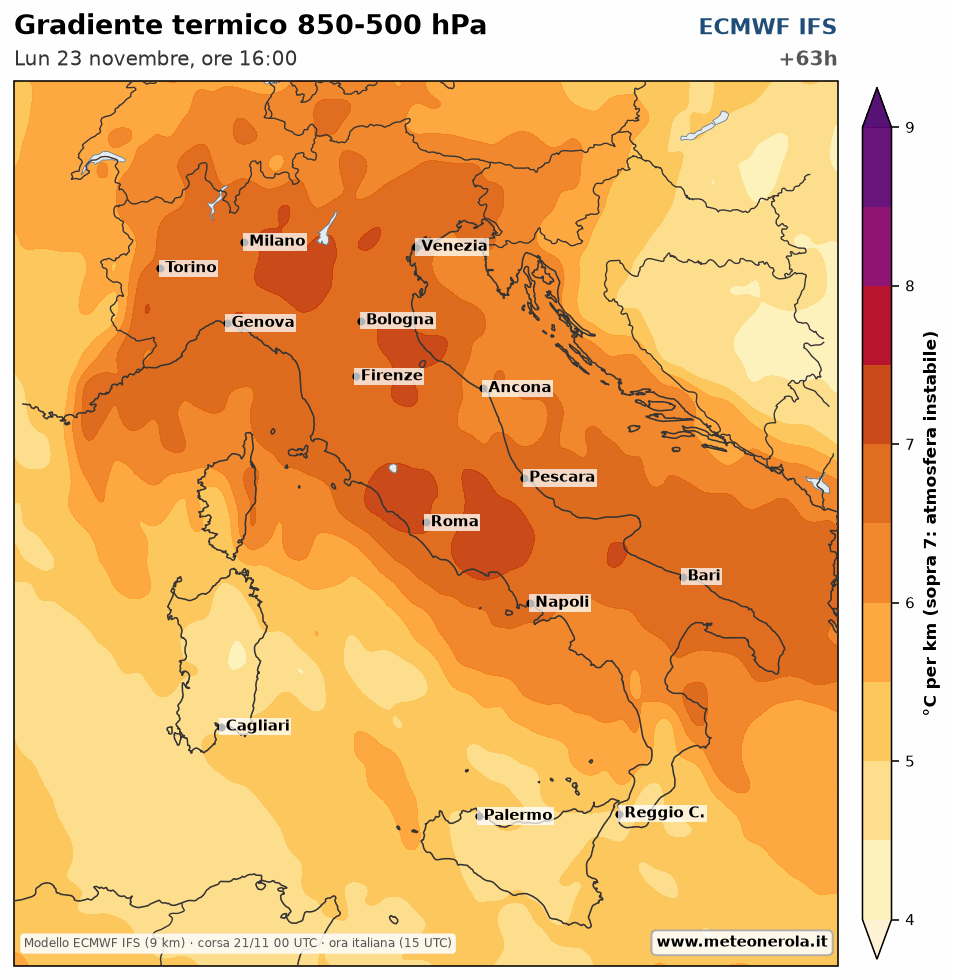 Gradiente termico 850-500 hPa
ECMWF IFS
Lun 23 novembre, ore 16:00
+63h
Milano
Venezia
Torino
Genova
Bologna
Firenze
Ancona
Pescara
Roma
Bari
Napoli
Cagliari
Palermo
Reggio C.
9
8
7
6
5
4
°C per km (sopra 7: atmosfera instabile)
Modello ECMWF IFS (9 km) · corsa 21/11 00 UTC · ora italiana (15 UTC)
www.meteonerola.it